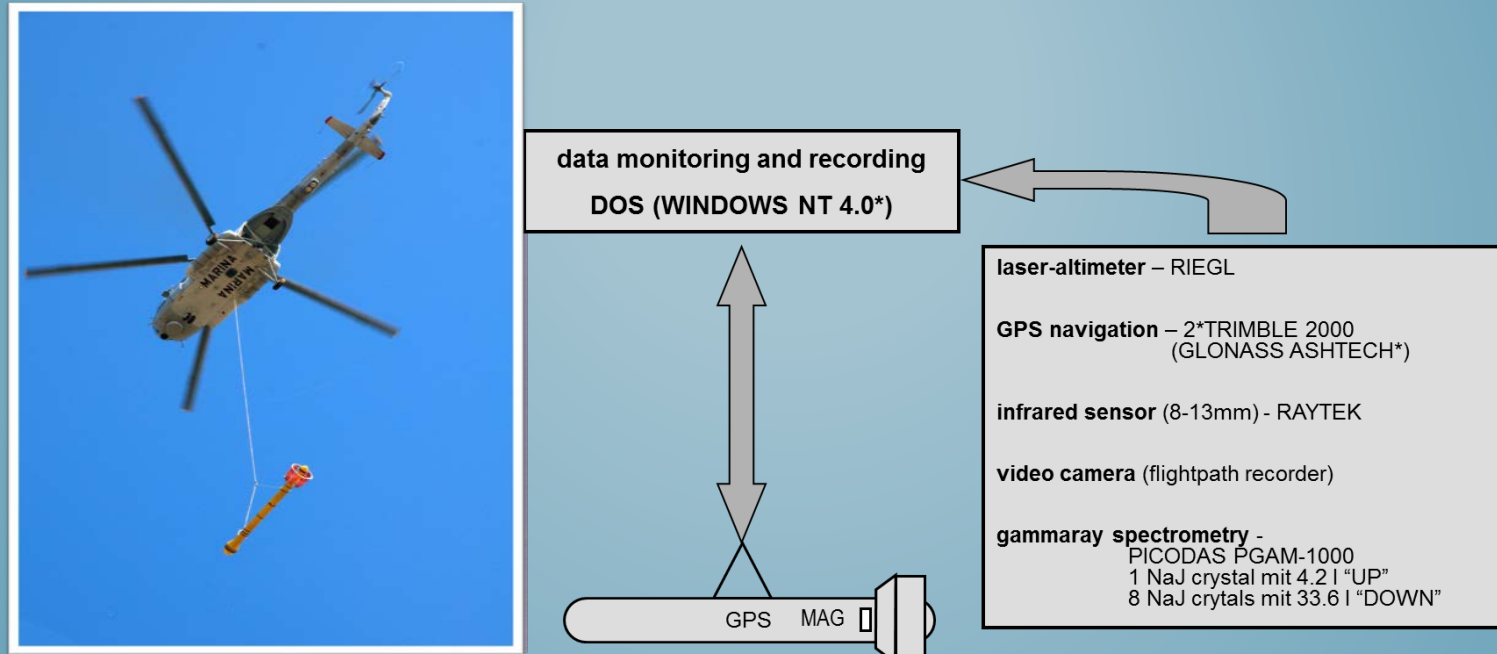 MARINA
MARINA
data monitoring and recording
DOS (WINDOWS NT 4.0*)
laser-altimeter – RIEGL
GPS navigation – 2*TRIMBLE 2000
(GLONASS ASHTECH*)
infrared sensor (8-13mm) - RAYTEK
video camera (flightpath recorder)
gammaray spectrometry -
PICODAS PGAM-1000
1 NaJ crystal mit 4.2 l “UP”
8 NaJ crytals mit 33.6 l “DOWN”
GPS MAG